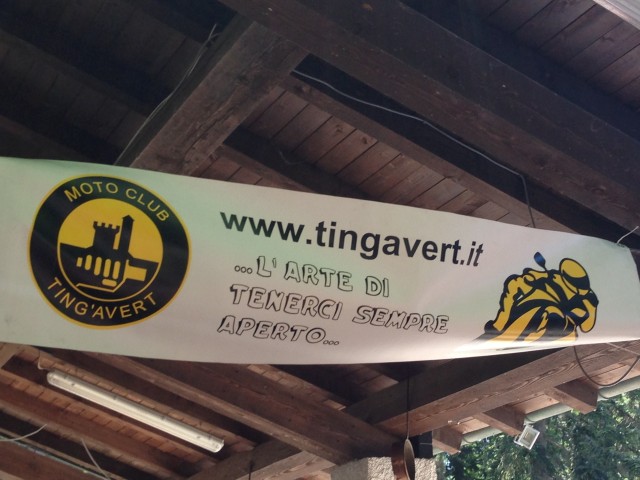 MOTO CLUB
TING'AVERT
www.tingavert.it
...L'ARTE DI
TENERCI SEMPRE
APERTO...